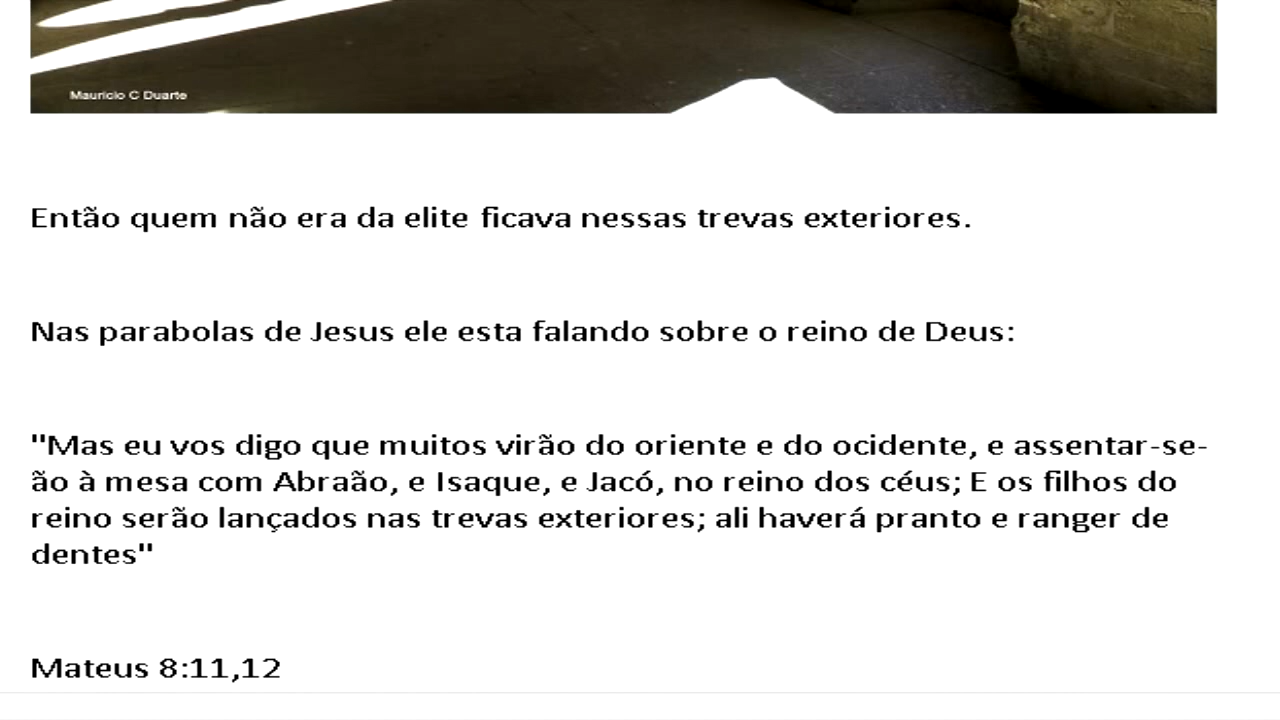 Mauricio C Duarte
Então quem não era da elite ficava nessas trevas exteriores.
Nas parabolas de Jesus ele esta falando sobre o reino de Deus:
"Mas eu vos digo que muitos virão do oriente e do ocidente, e assentar-se-
ão à mesa com Abraão, e Isaque, e Jacó, no reino dos céus; E os filhos do
reino serão lançados nas trevas exteriores; ali haverá pranto e ranger de
dentes"
Mateus 8:11,12